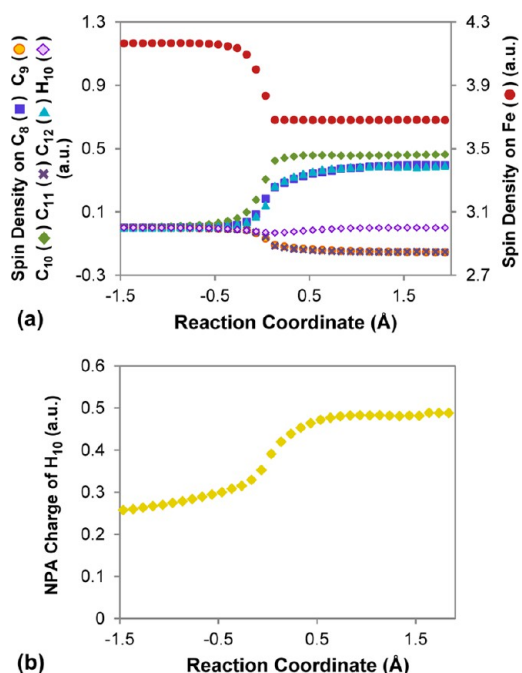 1.3
0.9
0.5
0.1
-0.3
4.3
3.9
3.5
3.1
2.7
Spin Density on C8 ( ) C9 ( )
C10 ( ) C11 ( ) C12 ( ) H10 ( )
(a.u.)
Spin Density on Fe ( ) (a.u.)
-1.5 -0.5 0.5 1.5
(a) Reaction Coordinate (Å)
0.6
0.5
0.4
0.3
0.2
0.1
0
NPA Charge of H10 (a.u.)
-1.5 -0.5 0.5 1.5
(b) Reaction Coordinate (Å)